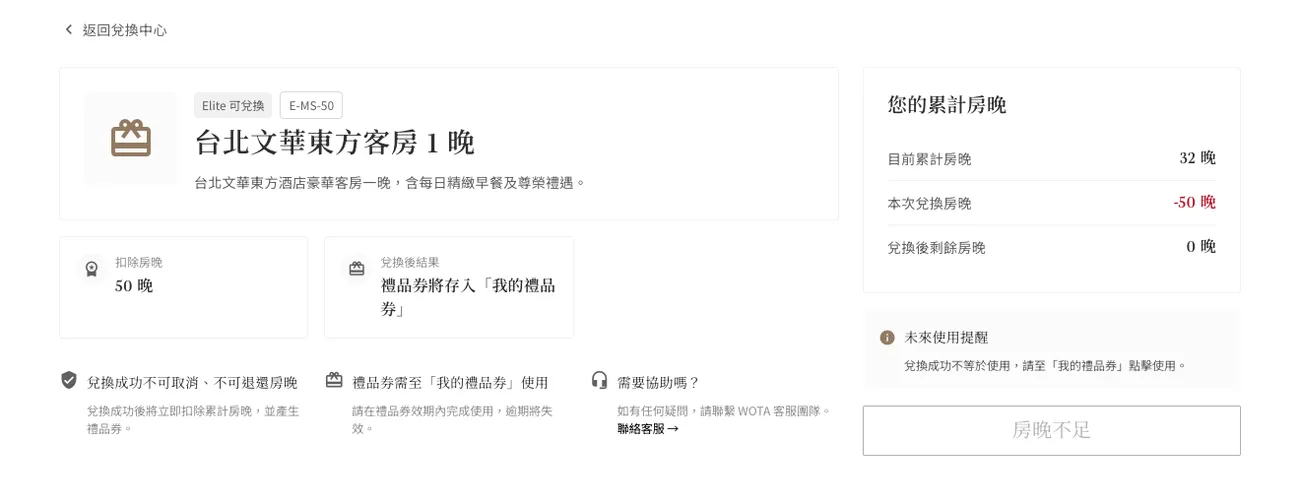 返回兌換中心
Elite 可兌換
E-MS-50
台北文華東方客房 1 晚
台北文華東方酒店豪華客房一晚，含每日精緻早餐及尊榮禮遇。
扣除房晚
50 晚
兌換後結果
禮品券將存入「我的禮品
券」
兌換成功不可取消、不可退還房晚
兌換成功後將立即扣除累計房晚，並產生
禮品券。
禮品券需至「我的禮品券」使用
請在禮品券效期內完成使用，逾期將失
效。
需要協助嗎？
如有任何疑問，請聯繫 WOTA 客服團隊。
聯絡客服 →
您的累計房晚
目前累計房晚
32 晚
本次兌換房晚
-50 晚
兌換後剩餘房晚
0 晚
未來使用提醒
兌換成功不等於使用，請至「我的禮品券」點擊使用。
房晚不足